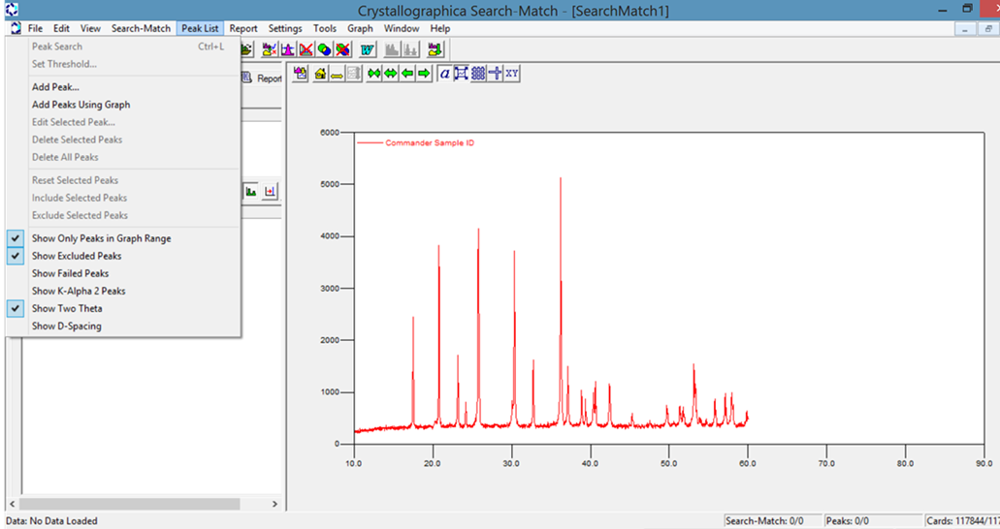 Crystallographica Search-Match - [SearchMatch1]
File Edit View Search-Match Peak List Report Settings Tools Graph Window Help
Peak Search Ctrl+L
Set Threshold...
Add Peak...
Add Peaks Using Graph
Edit Selected Peak...
Delete Selected Peaks
Delete All Peaks
Reset Selected Peaks
Include Selected Peaks
Exclude Selected Peaks
Show Only Peaks in Graph Range
Show Excluded Peaks
Show Failed Peaks
Show K-Alpha 2 Peaks
Show Two Theta
Show D-Spacing
W
Report
a XY
6000
Commander Sample ID
5000
4000
3000
2000
1000
0
10.0 20.0 30.0 40.0 50.0 60.0 70.0 80.0 90.0
Data: No Data Loaded Search-Match: 0/0 Peaks: 0/0 Cards: 117844/117